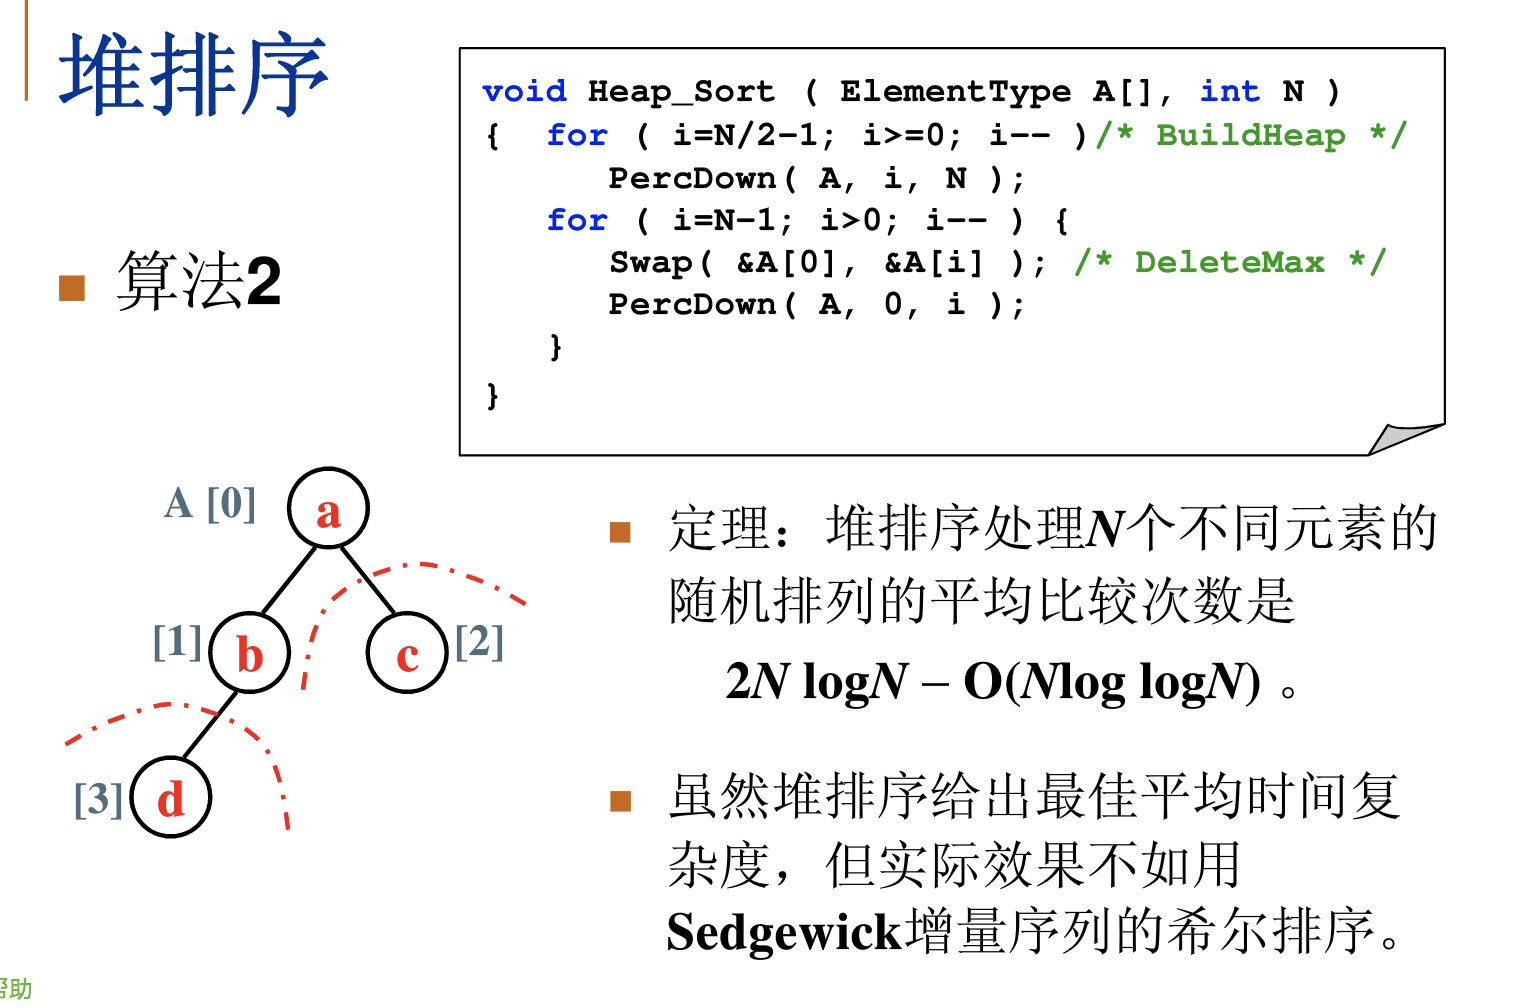 堆排序
void Heap_Sort ( ElementType A[], int N )
{ for ( i=N/2-1; i>=0; i-- )/* BuildHeap */
PercDown( A, i, N );
for ( i=N-1; i>0; i-- ) {
Swap( &A[0], &A[i] ); /* DeleteMax */
PercDown( A, 0, i );
}
}
算法2
A [0] a
[1] b c [2]
[3] d
定理：堆排序处理N个不同元素的
随机排列的平均比较次数是
2N logN – O(Nlog logN) 。
虽然堆排序给出最佳平均时间复
杂度，但实际效果不如用
Sedgewick增量序列的希尔排序。
帮助